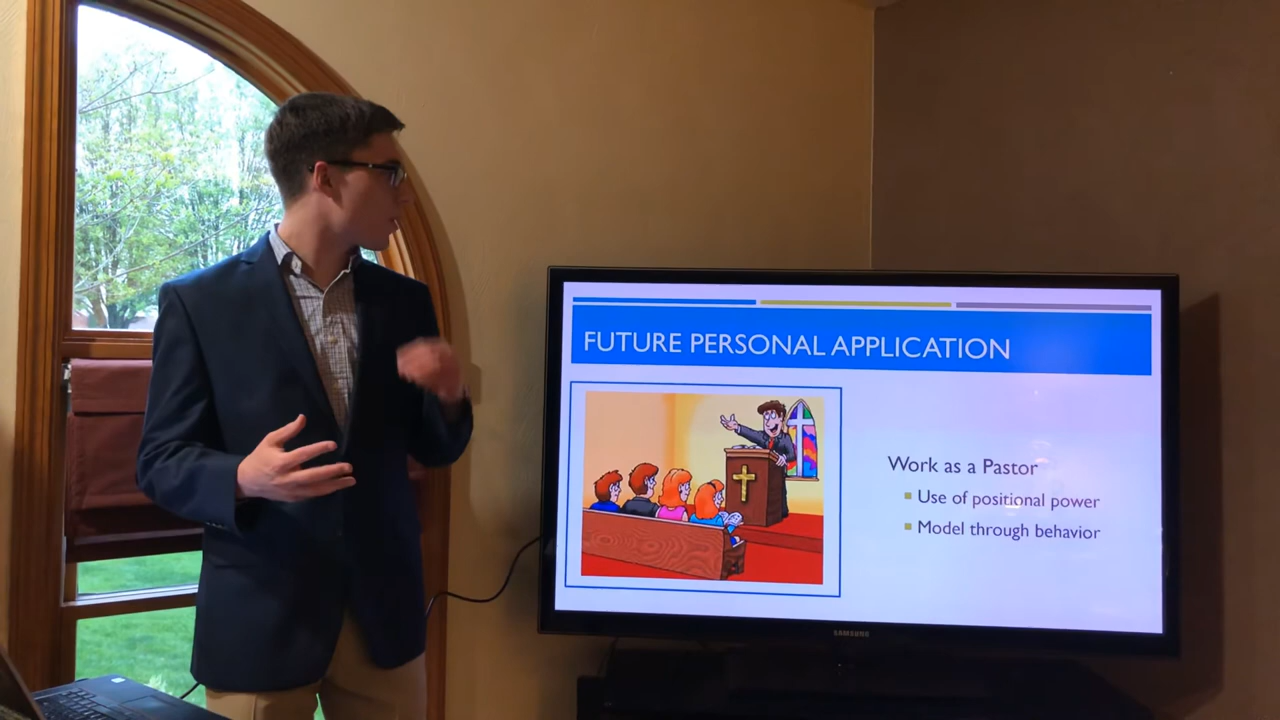 FUTURE PERSONAL APPLICATION
Work as a Pastor
Use of positional power
Model through behavior
SAMSUNG